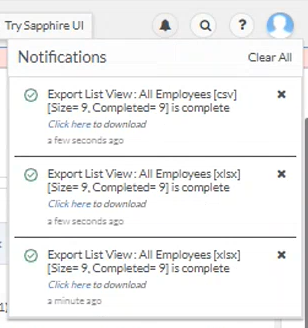 Try Sapphire UI
?
Notifications
Clear All
Export List View : All Employees [csv]
[Size= 9, Completed= 9] is complete
Click here to download
a few seconds ago
Export List View : All Employees [xlsx]
[Size= 9, Completed= 9] is complete
Click here to download
a few seconds ago
Export List View : All Employees [xlsx]
[Size= 9, Completed= 9] is complete
Click here to download
a minute ago
1)